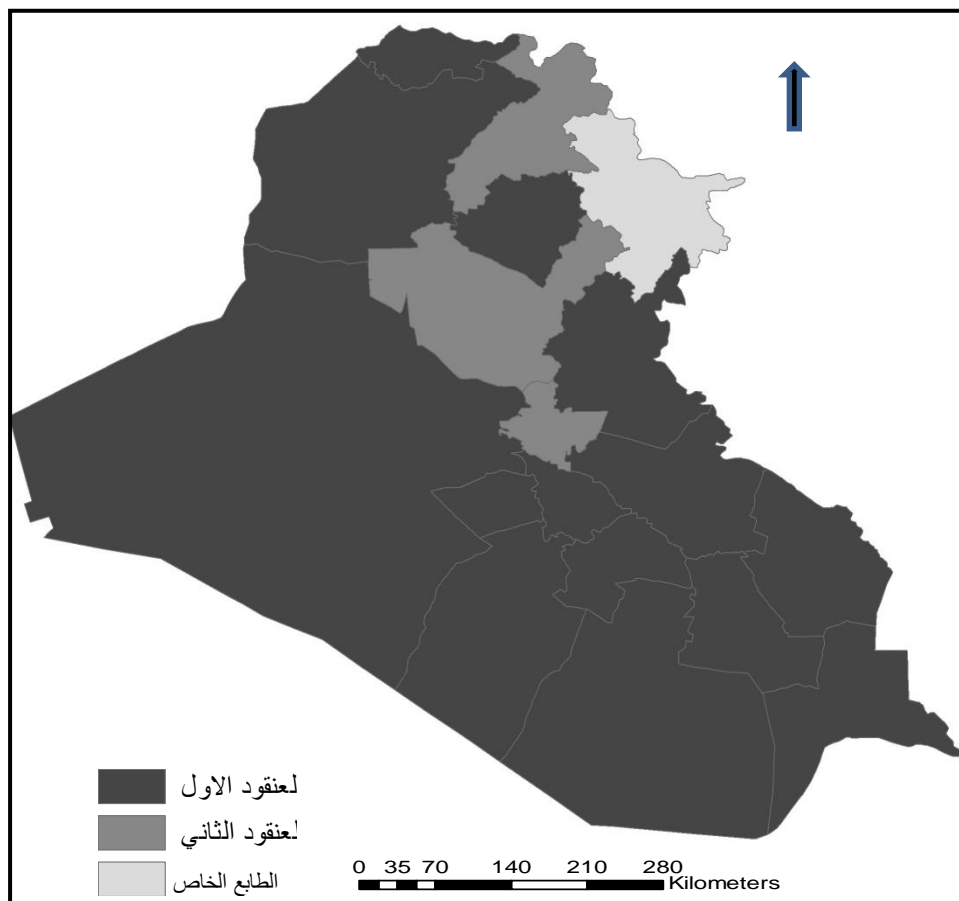 لعنقود الاول
لعنقود الثاني
الطابع الخاص
0 35 70 140 210 280
Kilometers